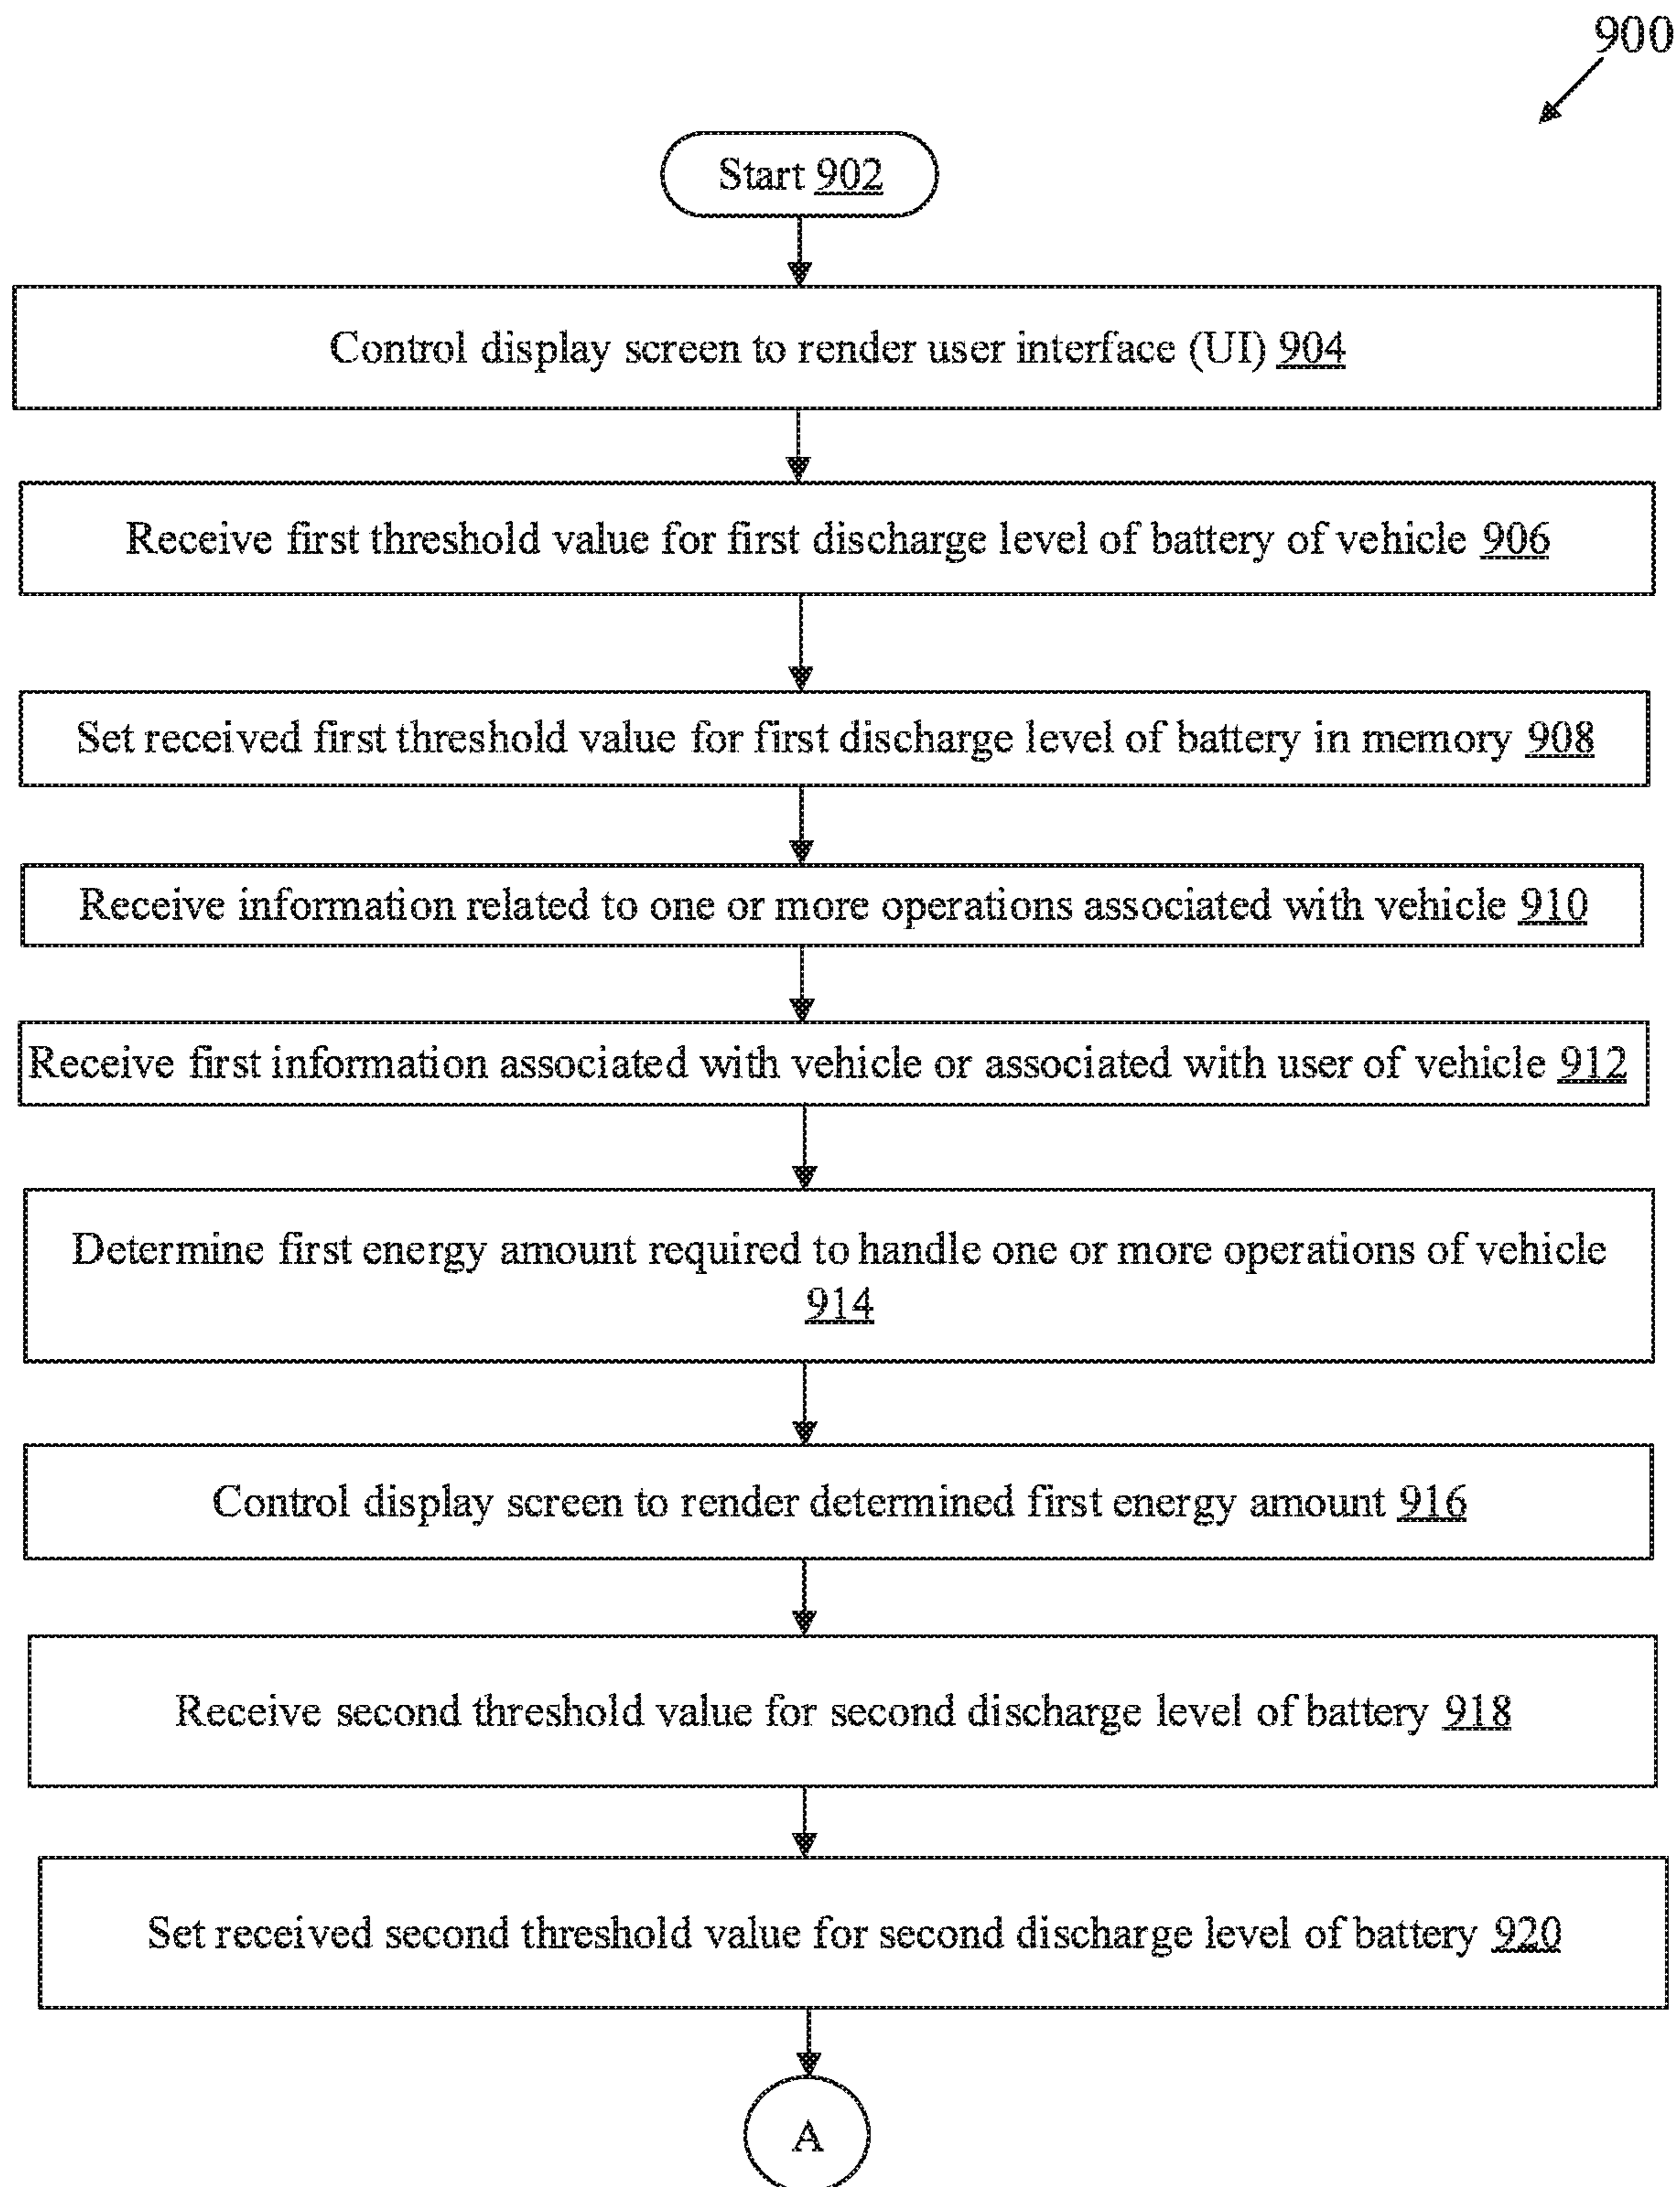 900
Start 902
Control display screen to render user interface (UI) 904
Receive first threshold value for first discharge level of battery of vehicle 906
Set received first threshold value for first discharge level of battery in memory 908
Receive information related to one or more operations associated with vehicle 910
Receive first information associated with vehicle or associated with user of vehicle 912
Determine first energy amount required to handle one or more operations of vehicle
914
Control display screen to render determined first energy amount 916
Receive second threshold value for second discharge level of battery 918
Set received second threshold value for second discharge level of battery 920
A